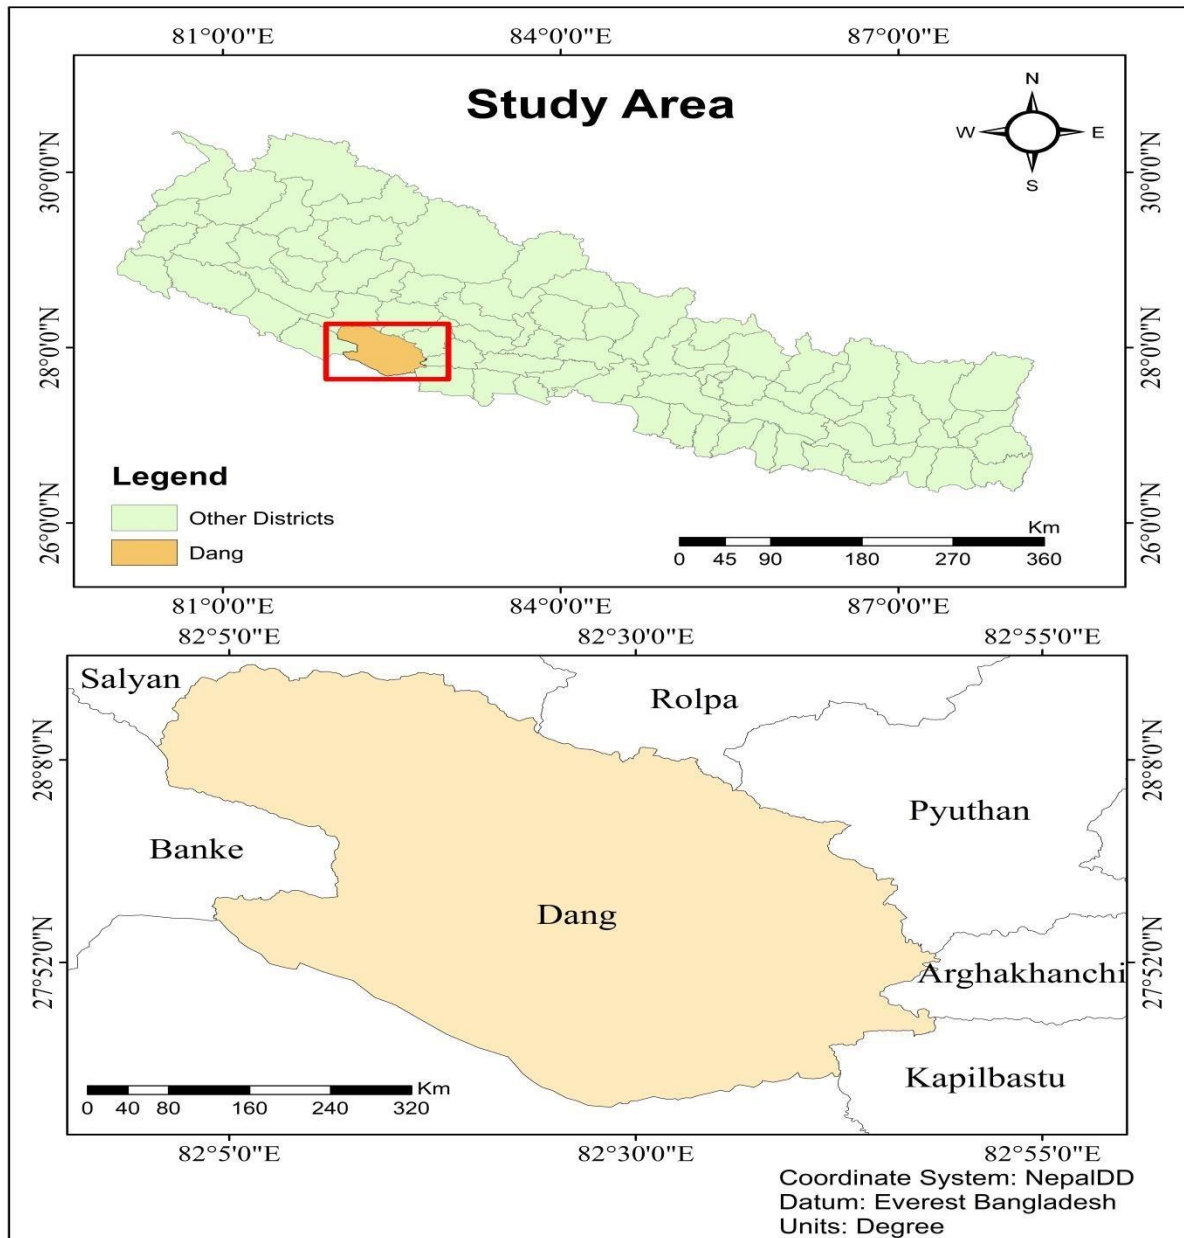 81°0'0"E 84°0'0"E 87°0'0"E
Study Area
N
W E
S
30°0'0"N 30°0'0"N
28°0'0"N 28°0'0"N
26°0'0"N 26°0'0"N
Legend
Other Districts
Dang
Km
0 45 90 180 270 360
81°0'0"E 84°0'0"E 87°0'0"E
82°5'0"E 82°30'0"E 82°55'0"E
Salyan
Rolpa
28°8'0"N 28°8'0"N
Pyuthan
Banke
Dang
27°52'0"N 27°52'0"N
Arghakhanchi
Kapilbastu
Km
0 40 80 160 240 320
82°5'0"E 82°30'0"E 82°55'0"E
Coordinate System: NepalDD
Datum: Everest Bangladesh
Units: Degree